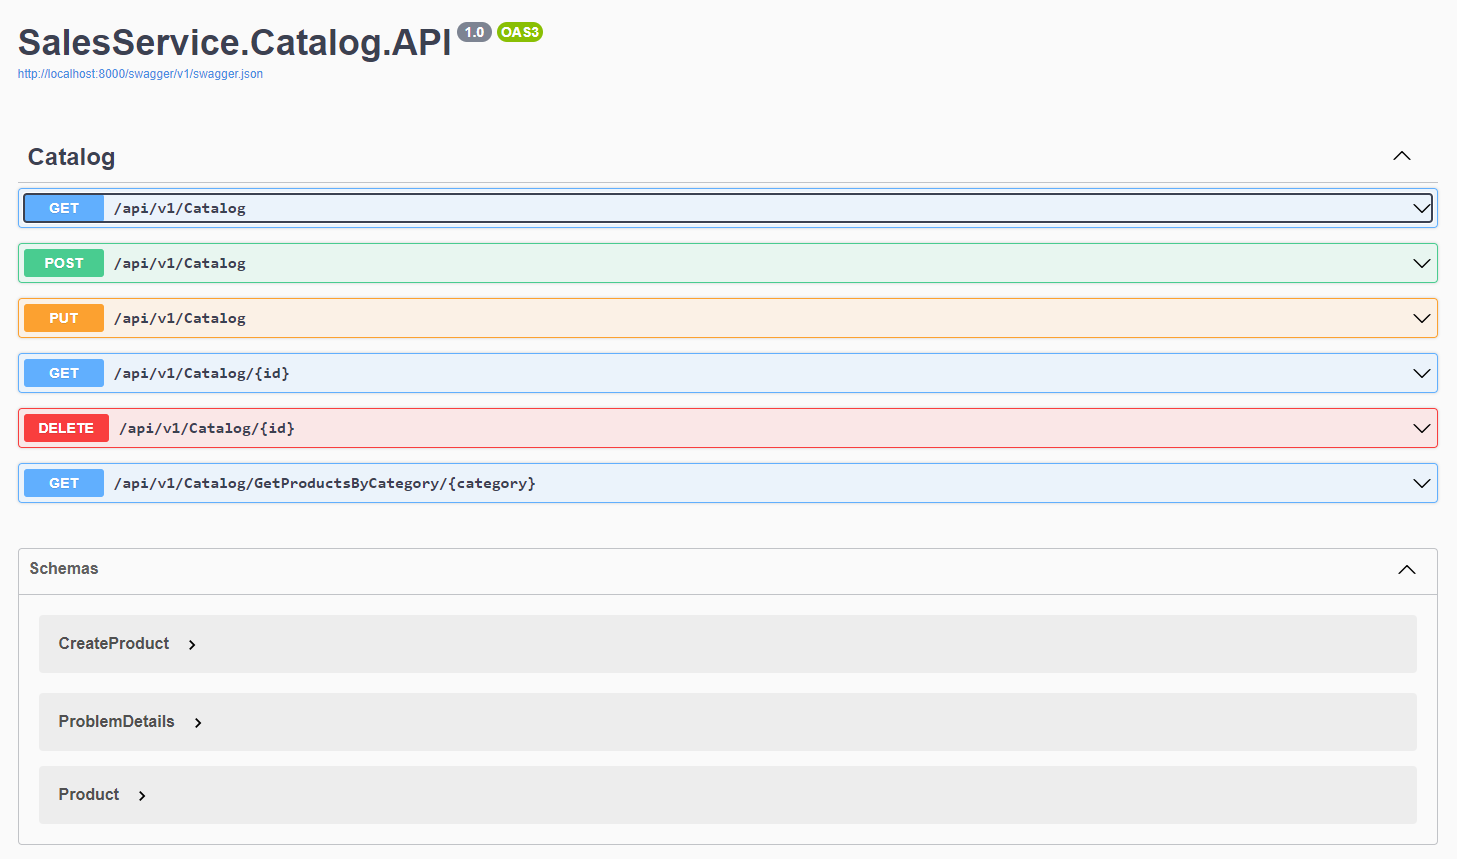 SalesService.Catalog.API 1.0 OAS3
http://localhost:8000/swagger/v1/swagger.json
Catalog
GET /api/v1/Catalog
POST /api/v1/Catalog
PUT /api/v1/Catalog
GET /api/v1/Catalog/{id}
DELETE /api/v1/Catalog/{id}
GET /api/v1/Catalog/GetProductsByCategory/{category}
Schemas
CreateProduct
ProblemDetails
Product